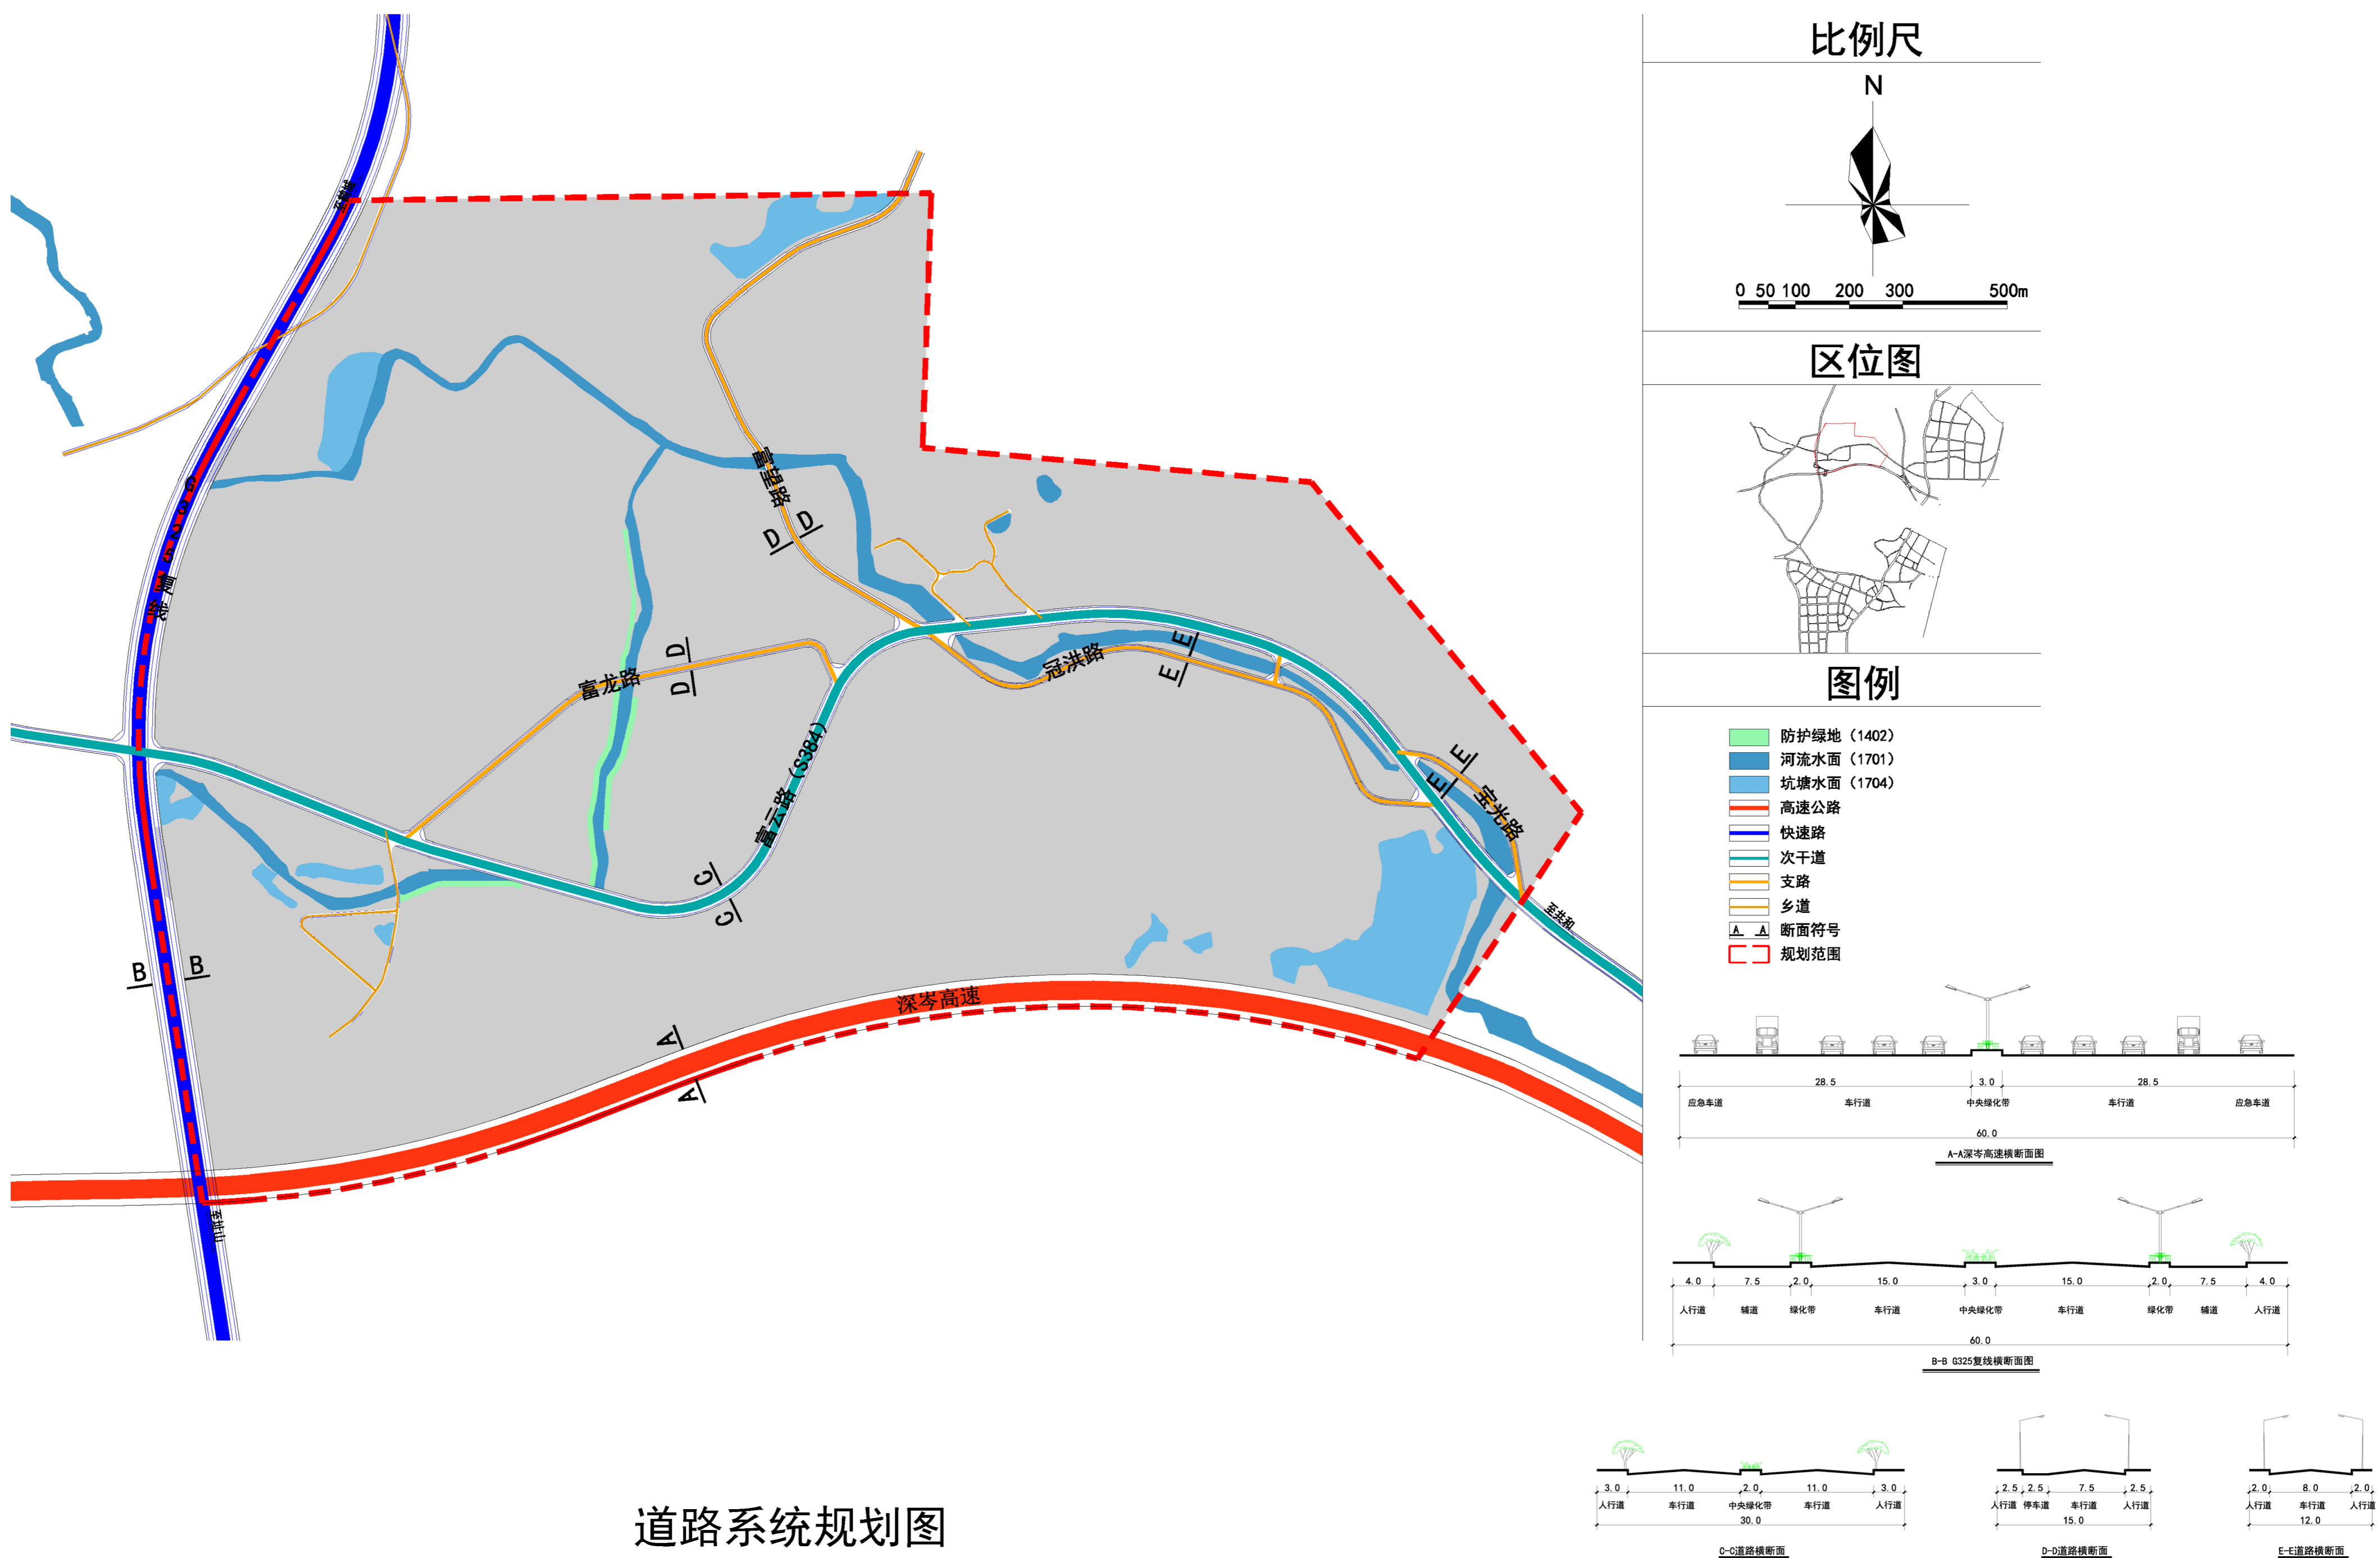 比例尺
N
0 50 100 200 300 500m
区位图
图例
防护绿地（1402）
河流水面（1701）
坑塘水面（1704）
高速公路
快速路
次干道
支路
乡道
A A 断面符号
规划范围
富望路
D D
富龙路
D
D
冠洪路
E
E
富云路（S384）
E
E
宝光路
C
C
至共和
B B
深岑高速
A
A
28.5 3.0 28.5
应急车道 车行道 中央绿化带 车行道 应急车道
60.0
A-A深岑高速横断面图
4.0 7.5 2.0 15.0 3.0 15.0 2.0 7.5 4.0
人行道 辅道 绿化带 车行道 中央绿化带 车行道 绿化带 辅道 人行道
60.0
B-B G325复线横断面图
3.0 11.0 2.0 11.0 3.0
人行道 车行道 中央绿化带 车行道 人行道
30.0
C-C道路横断面
2.5 2.5 7.5 2.5
人行道 停车道 车行道 人行道
15.0
D-D道路横断面
2.0 8.0 2.0
人行道 车行道 人行道
12.0
E-E道路横断面
道路系统规划图